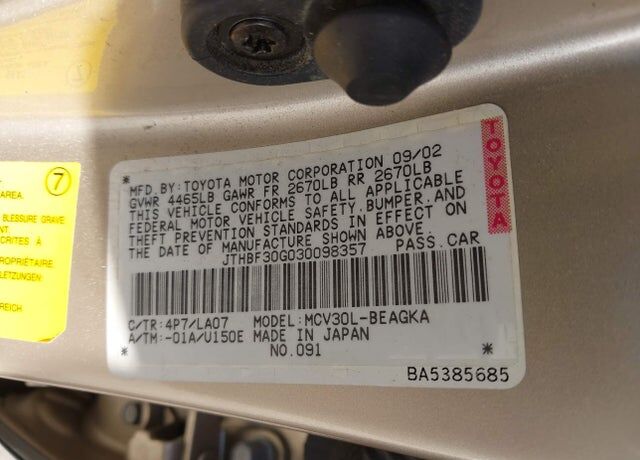 MFD.BY:TOYOTA MOTOR CORPORATION 09/02
GVWR 4465LB GAWR FR 2670LB RR 2670LB
THIS VEHICLE CONFORMS TO ALL APPLICABLE
FEDERAL MOTOR VEHICLE SAFETY,BUMPER,AND
THEFT PREVENTION STANDARDS IN EFFECT ON
THE DATE OF MANUFACTURE SHOWN ABOVE.
JTHBF30G030098357 PASS.CAR
C/TR:4P7/LA07 MODEL:MCV30L-BEAGKA
A/TM:-01A/U150E MADE IN JAPAN
NO.091
BA5385685
TOYOTA
7
AREA.
BLESSURE GRAVE
CRITES À
PROPRIÉTAIRE
LETZUNGEN
REICH